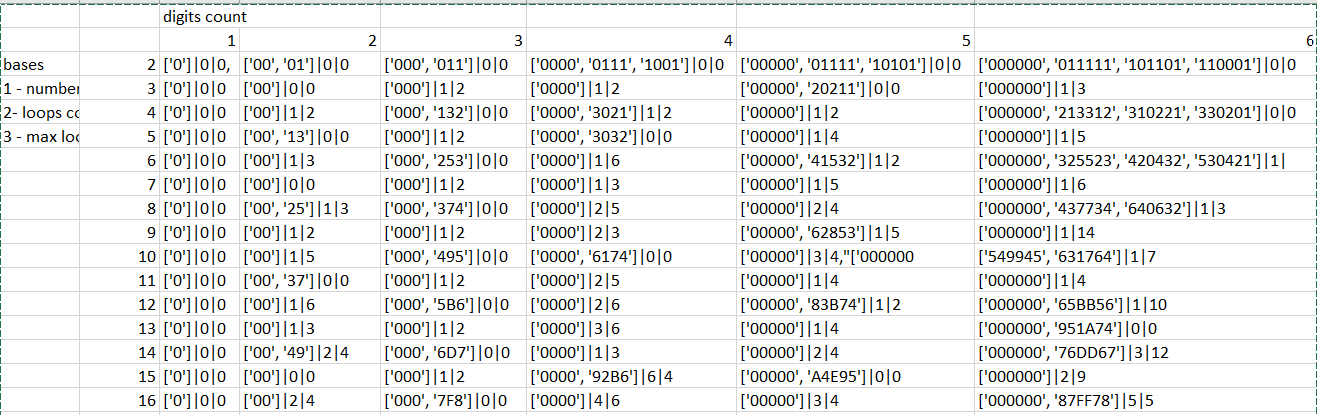 digits count
1 2 3 4 5 6
bases 2 ['0']|0|0, ['00', '01']|0|0 ['000', '011']|0|0 ['0000', '0111', '1001']|0|0 ['00000', '01111', '10101']|0|0 ['000000', '011111', '101101', '110001']|0|0
1 - number 3 ['0']|0|0 ['00']|0|0 ['000']|1|2 ['0000']|1|2 ['00000', '20211']|0|0 ['000000']|1|3
2- loops co 4 ['0']|0|0 ['00']|1|2 ['000', '132']|0|0 ['0000', '3021']|1|2 ['00000']|1|2 ['000000', '213312', '310221', '330201']|0|0
3 - max loo 5 ['0']|0|0 ['00', '13']|0|0 ['000']|1|2 ['0000', '3032']|0|0 ['00000']|1|4 ['000000']|1|5
6 ['0']|0|0 ['00']|1|3 ['000', '253']|0|0 ['0000']|1|6 ['00000', '41532']|1|2 ['000000', '325523', '420432', '530421']|1|
7 ['0']|0|0 ['00']|0|0 ['000']|1|2 ['0000']|1|3 ['00000']|1|5 ['000000']|1|6
8 ['0']|0|0 ['00', '25']|1|3 ['000', '374']|0|0 ['0000']|2|5 ['00000']|2|4 ['000000', '437734', '640632']|1|3
9 ['0']|0|0 ['00']|1|2 ['000']|1|2 ['0000']|2|3 ['00000', '62853']|1|5 ['000000']|1|14
10 ['0']|0|0 ['00']|1|5 ['000', '495']|0|0 ['0000', '6174']|0|0 ['00000']|3|4,"['000000 ['549945', '631764']|1|7
11 ['0']|0|0 ['00', '37']|0|0 ['000']|1|2 ['0000']|2|5 ['00000']|1|4 ['000000']|1|4
12 ['0']|0|0 ['00']|1|6 ['000', '5B6']|0|0 ['0000']|2|6 ['00000', '83B74']|1|2 ['000000', '65BB56']|1|10
13 ['0']|0|0 ['00']|1|3 ['000']|1|2 ['0000']|3|6 ['00000']|1|4 ['000000', '951A74']|0|0
14 ['0']|0|0 ['00', '49']|2|4 ['000', '6D7']|0|0 ['0000']|1|3 ['00000']|2|4 ['000000', '76DD67']|3|12
15 ['0']|0|0 ['00']|0|0 ['000']|1|2 ['0000', '92B6']|6|4 ['00000', 'A4E95']|0|0 ['000000']|2|9
16 ['0']|0|0 ['00']|2|4 ['000', '7F8']|0|0 ['0000']|4|6 ['00000']|3|4 ['000000', '87FF78']|5|5